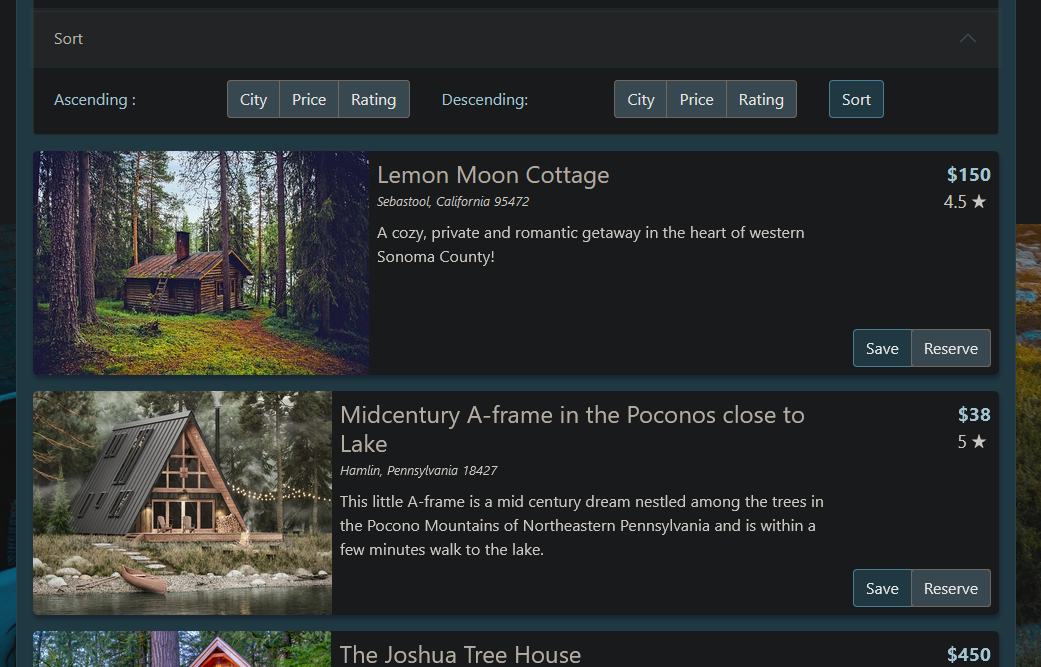 Sort
Ascending : City Price Rating Descending: City Price Rating Sort
Lemon Moon Cottage
$150
Sebastool, California 95472
4.5 ★
A cozy, private and romantic getaway in the heart of western
Sonoma County!
Save Reserve
Midcentury A-frame in the Poconos close to
Lake
$38
5 ★
Hamlin, Pennsylvania 18427
This little A-frame is a mid century dream nestled among the trees in
the Pocono Mountains of Northeastern Pennsylvania and is within a
few minutes walk to the lake.
Save Reserve
The Joshua Tree House
$450